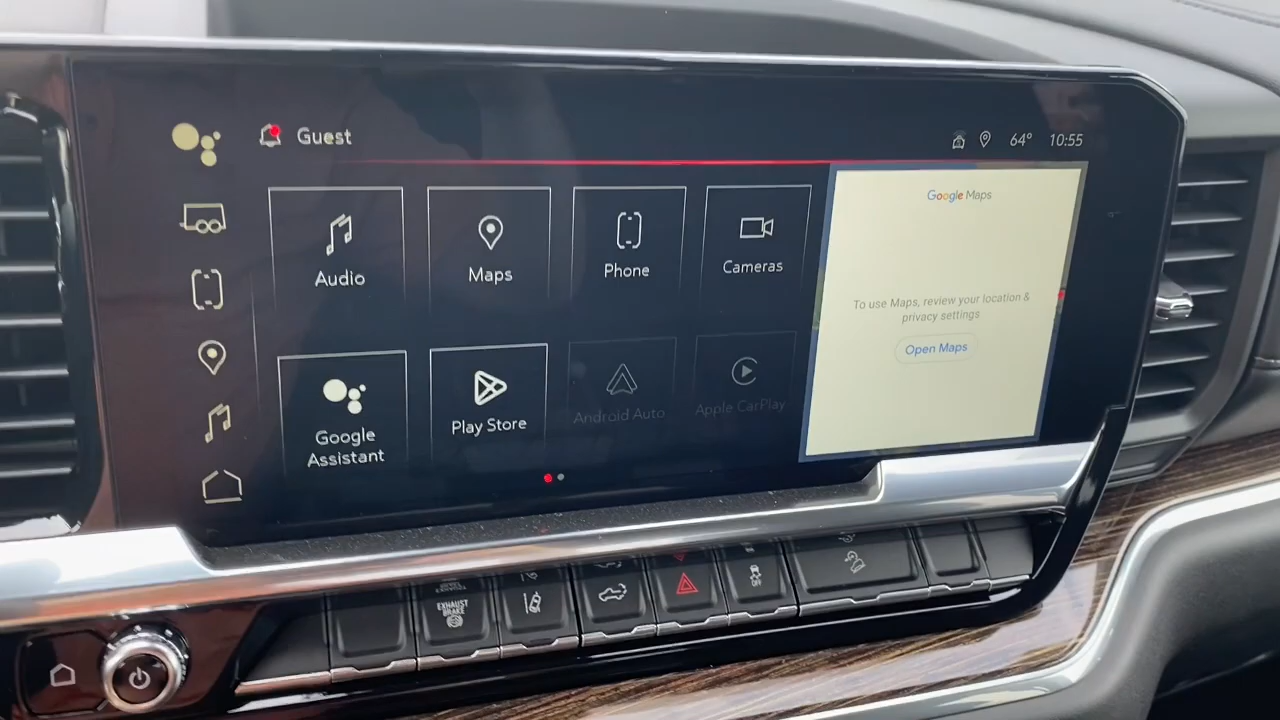 Guest
64° 10:55
Audio
Maps
Phone
Cameras
Google Maps
To use Maps, review your location &
privacy settings
Open Maps
Google
Assistant
Play Store
Android Auto
Apple CarPlay
EXHAUST
BRAKE